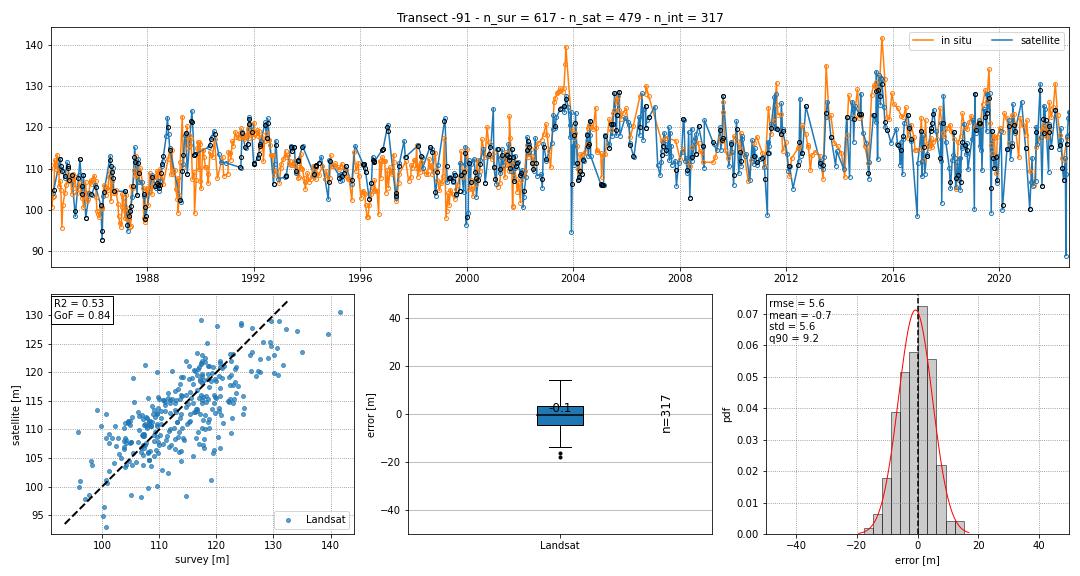 Transect -91 - n_sur = 617 - n_sat = 479 - n_int = 317
in situ
satellite
140
130
120
110
100
90
1988
1992
1996
2000
2004
2008
2012
2016
2020
R2 = 0.53
GoF = 0.84
satellite [m]
130
125
120
115
110
105
100
95
Landsat
100
110
120
130
140
survey [m]
error [m]
40
20
0
−20
−40
-0.1
n=317
Landsat
rmse = 5.6
mean = -0.7
std = 5.6
q90 = 9.2
pdf
0.07
0.06
0.05
0.04
0.03
0.02
0.01
0.00
−40
−20
0
20
40
error [m]